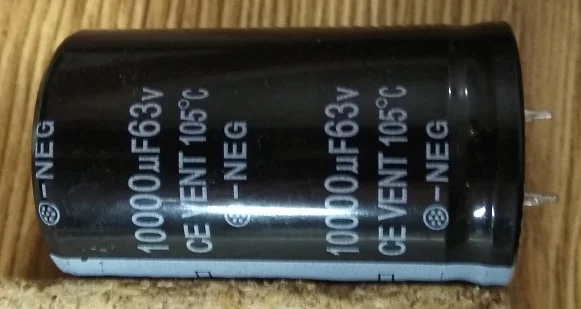 -NEG
10000µF63v
CE VENT 105°C
-NEG
10000µF63v
CE VENT 105°C
-NEG